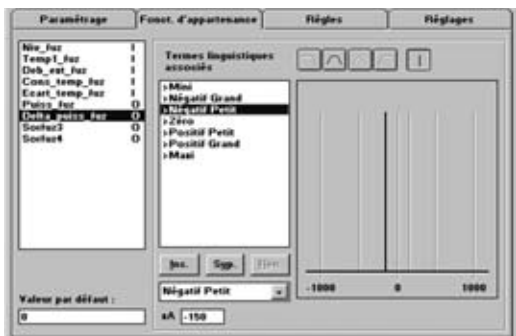 Paramétrage
Fonct. d'appartenance
Règles
Réglages
Niv_fuz I
Temp1_fuz I
Deb_ent_fuz I
Cons_temp_fuz I
Ecart_temp_fuz I
Puiss_fuz O
Delta_puiss_fuz O
Sorfuz3 O
Sorfuz4 O
Valeur par défaut :
0
Termes linguistiques
associés
›Mini
›Négatif Grand
›Négatif Petit
›Zéro
›Positif Petit
›Positif Grand
›Maxi
Ins. Sup.
Négatif Petit
xA -150
-1000 0 1000